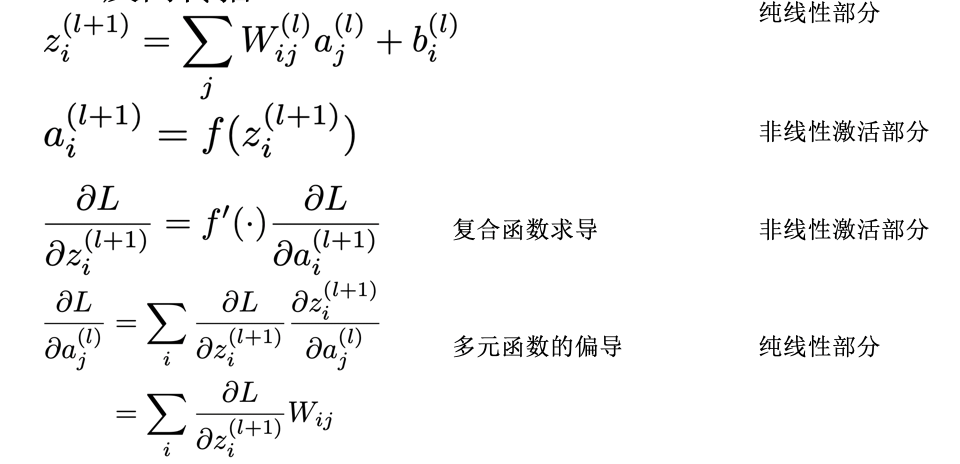 纯线性部分
z_i^{(l+1)} = \sum_j W_{ij}^{(l)} a_j^{(l)} + b_i^{(l)}
a_i^{(l+1)} = f(z_i^{(l+1)}) 非线性激活部分
\frac{\partial L}{\partial z_i^{(l+1)}} = f'(\cdot) \frac{\partial L}{\partial a_i^{(l+1)}} 复合函数求导 非线性激活部分
\frac{\partial L}{\partial a_j^{(l)}} = \sum_i \frac{\partial L}{\partial z_i^{(l+1)}} \frac{\partial z_i^{(l+1)}}{\partial a_j^{(l)}} 多元函数的偏导 纯线性部分
= \sum_i \frac{\partial L}{\partial z_i^{(l+1)}} W_{ij}